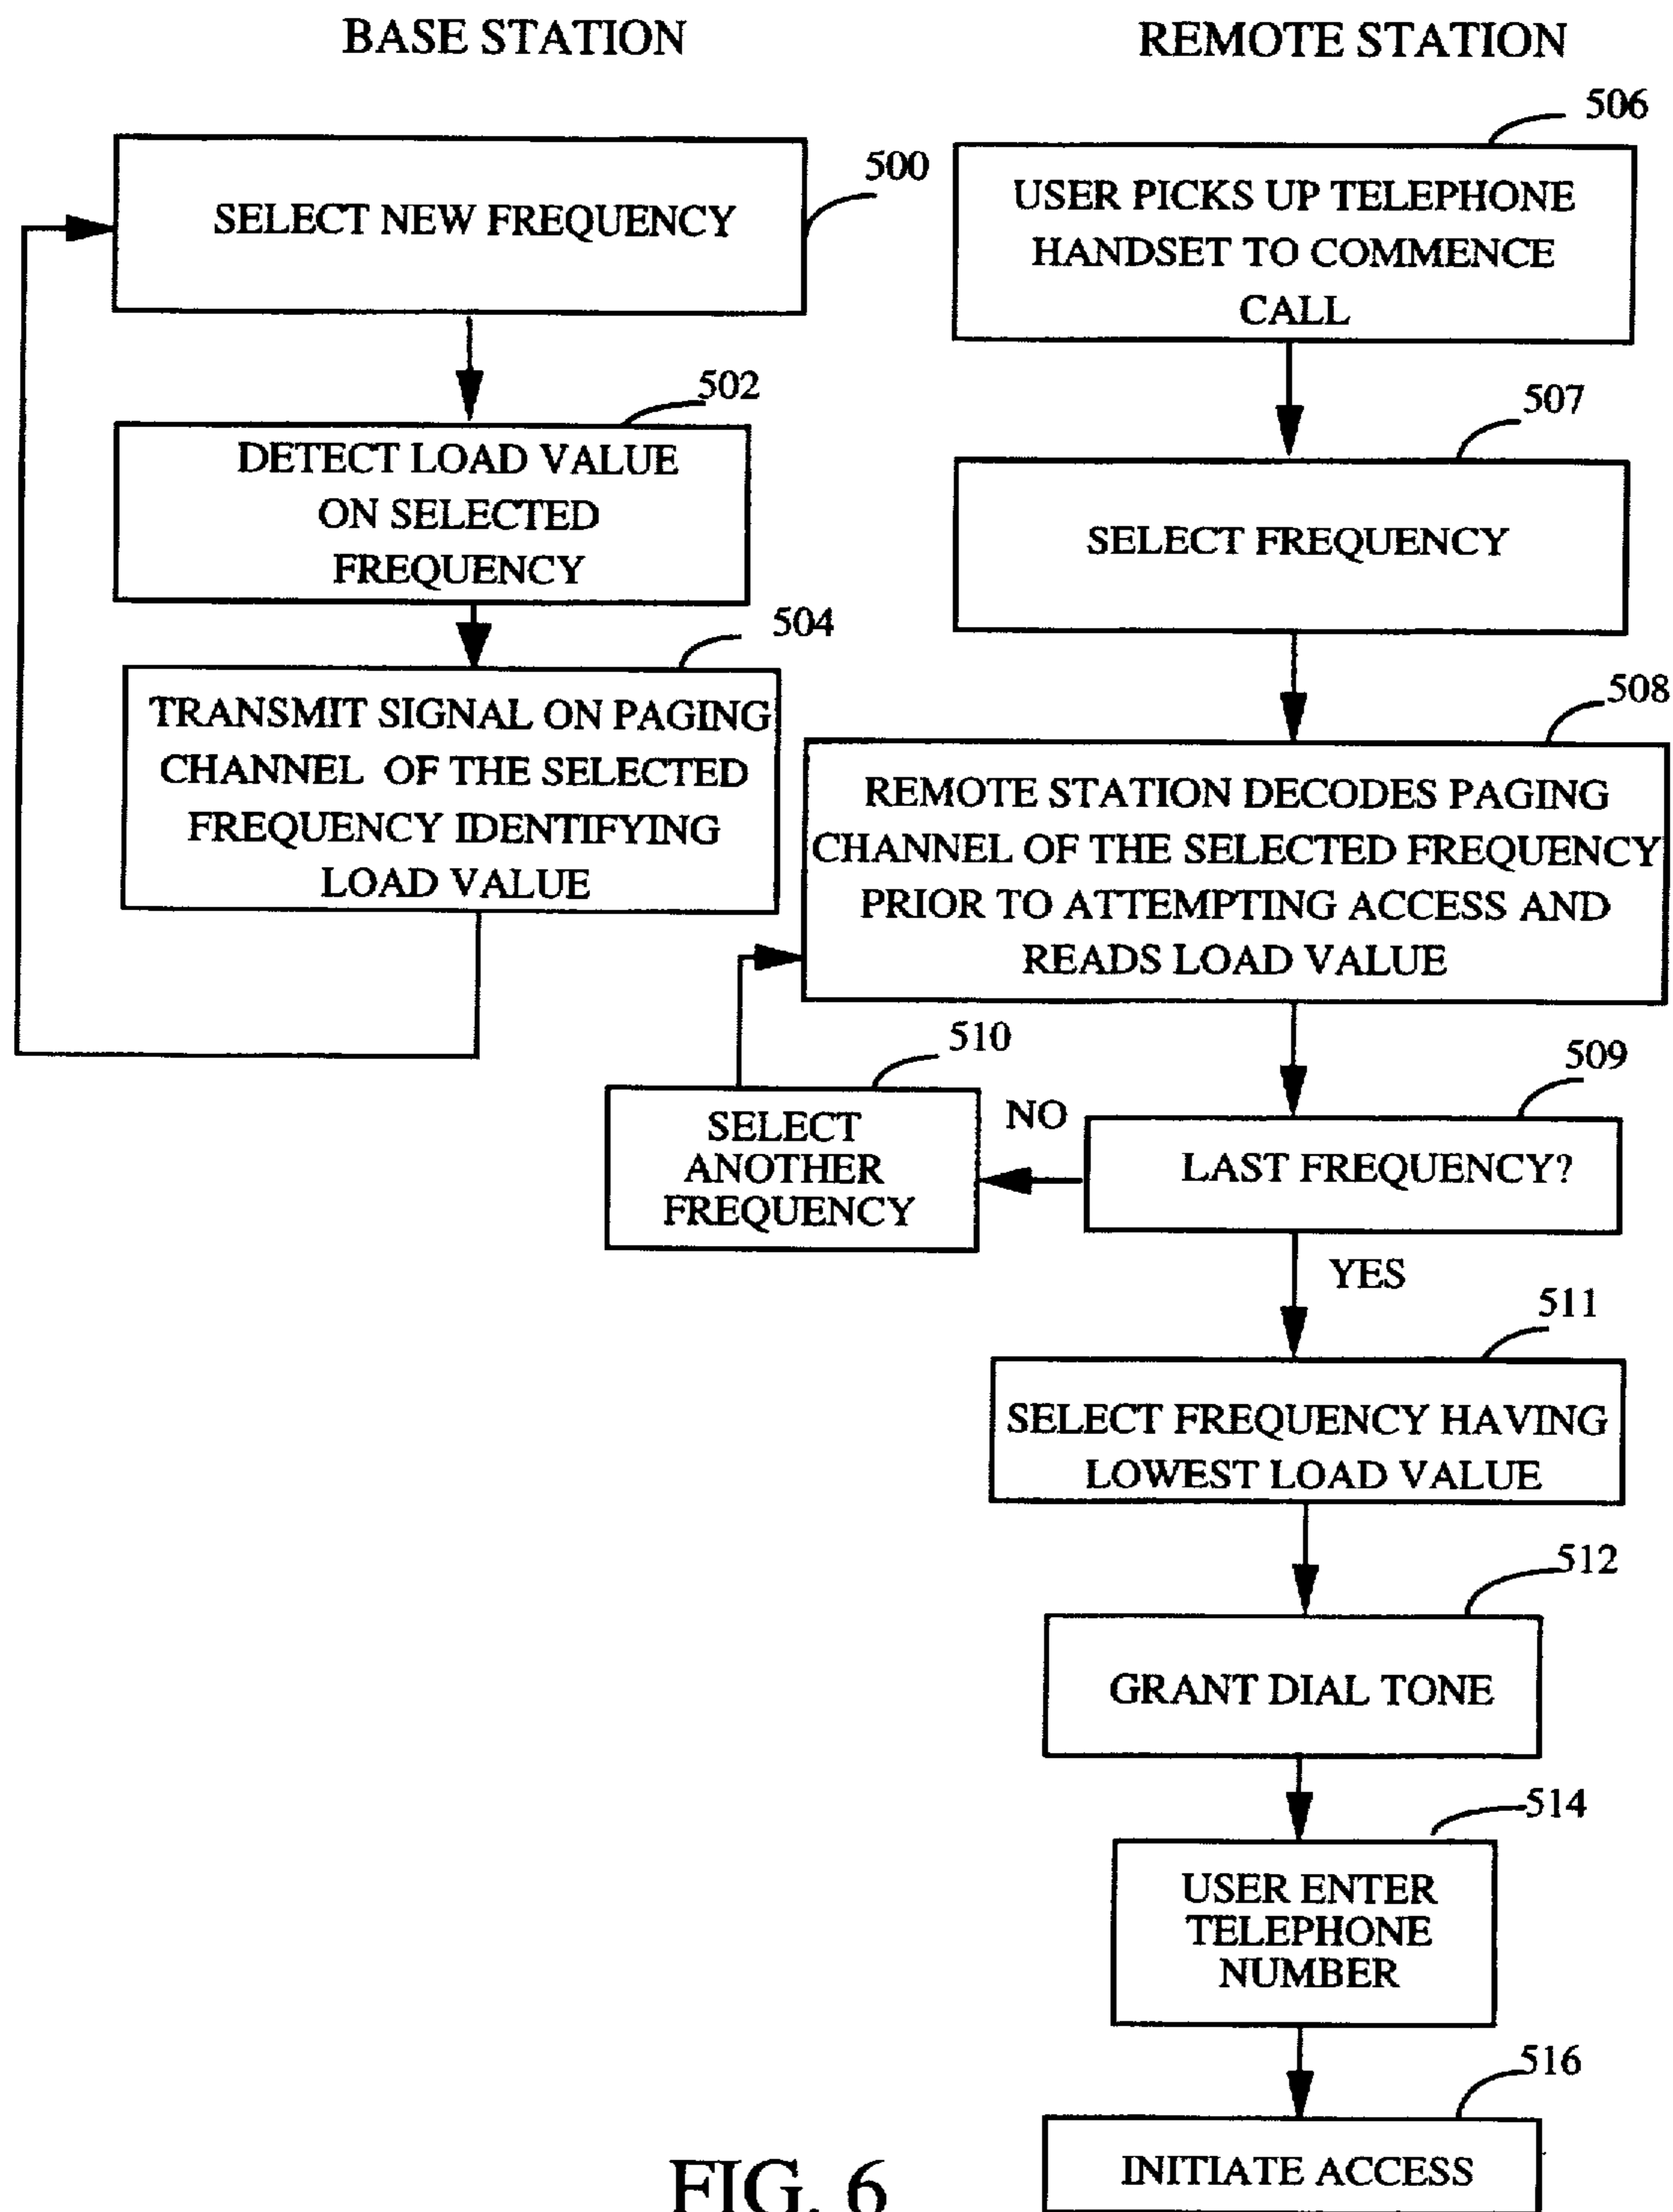 BASE STATION
REMOTE STATION
500
SELECT NEW FREQUENCY
502
DETECT LOAD VALUE
ON SELECTED
FREQUENCY
504
TRANSMIT SIGNAL ON PAGING
CHANNEL OF THE SELECTED
FREQUENCY IDENTIFYING
LOAD VALUE
506
USER PICKS UP TELEPHONE
HANDSET TO COMMENCE
CALL
507
SELECT FREQUENCY
508
REMOTE STATION DECODES PAGING
CHANNEL OF THE SELECTED FREQUENCY
PRIOR TO ATTEMPTING ACCESS AND
READS LOAD VALUE
509
LAST FREQUENCY?
NO
510
SELECT
ANOTHER
FREQUENCY
YES
511
SELECT FREQUENCY HAVING
LOWEST LOAD VALUE
512
GRANT DIAL TONE
514
USER ENTER
TELEPHONE
NUMBER
516
INITIATE ACCESS
FIG. 6